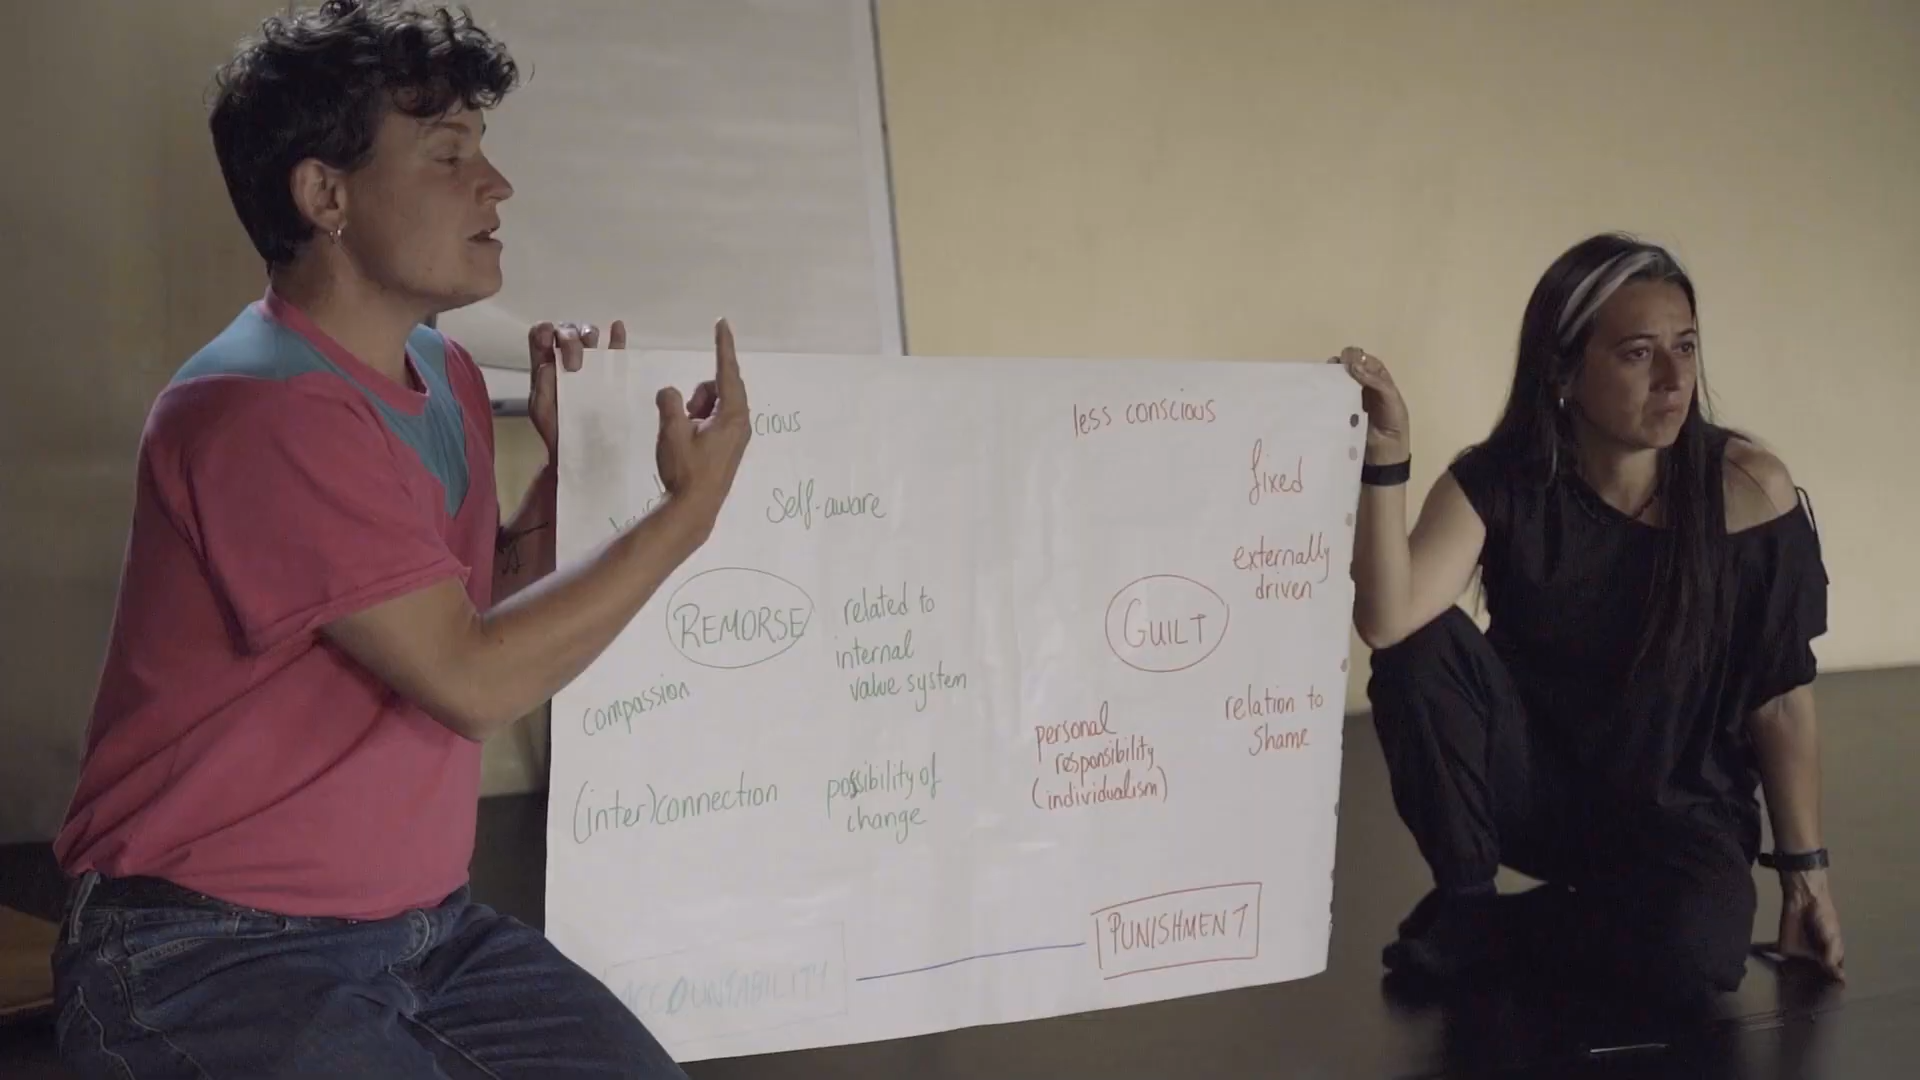 less conscious
Self-aware
REMORSE
related to
internal
value system
compassion
(inter)connection
possibility of
change
fixed
externally
driven
GUILT
relation to
Shame
personal
responsibility
(individualism)
ACCOUNTABILITY
PUNISHMENT